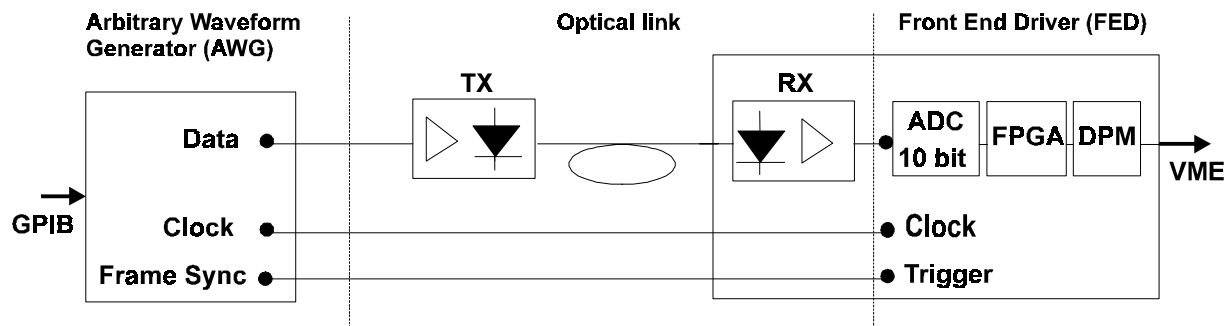 Arbitrary Waveform
Generator (AWG)
Optical link
Front End Driver (FED)
TX
RX
Data
ADC
10 bit
FPGA
DPM
VME
GPIB
Clock
Clock
Frame Sync
Trigger